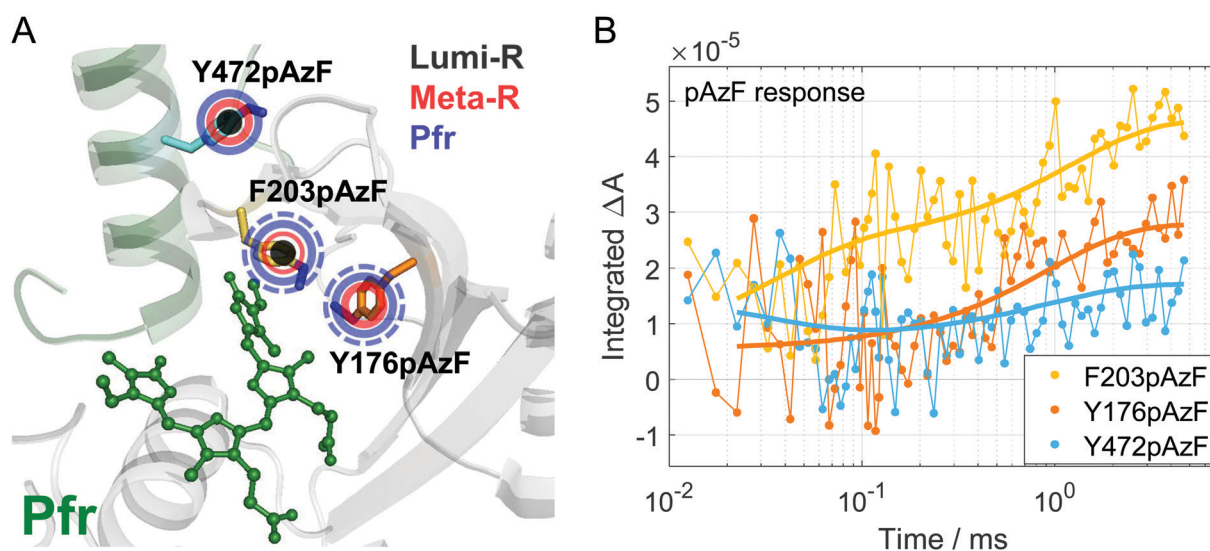 A
Y472pAzF
Lumi-R
Meta-R
Pfr
F203pAzF
Y176pAzF
Pfr
B
×10⁻⁵
pAzF response
5
4
3
2
1
0
-1
Integrated ΔA
F203pAzF
Y176pAzF
Y472pAzF
10⁻² 10⁻¹ 10⁰
Time / ms